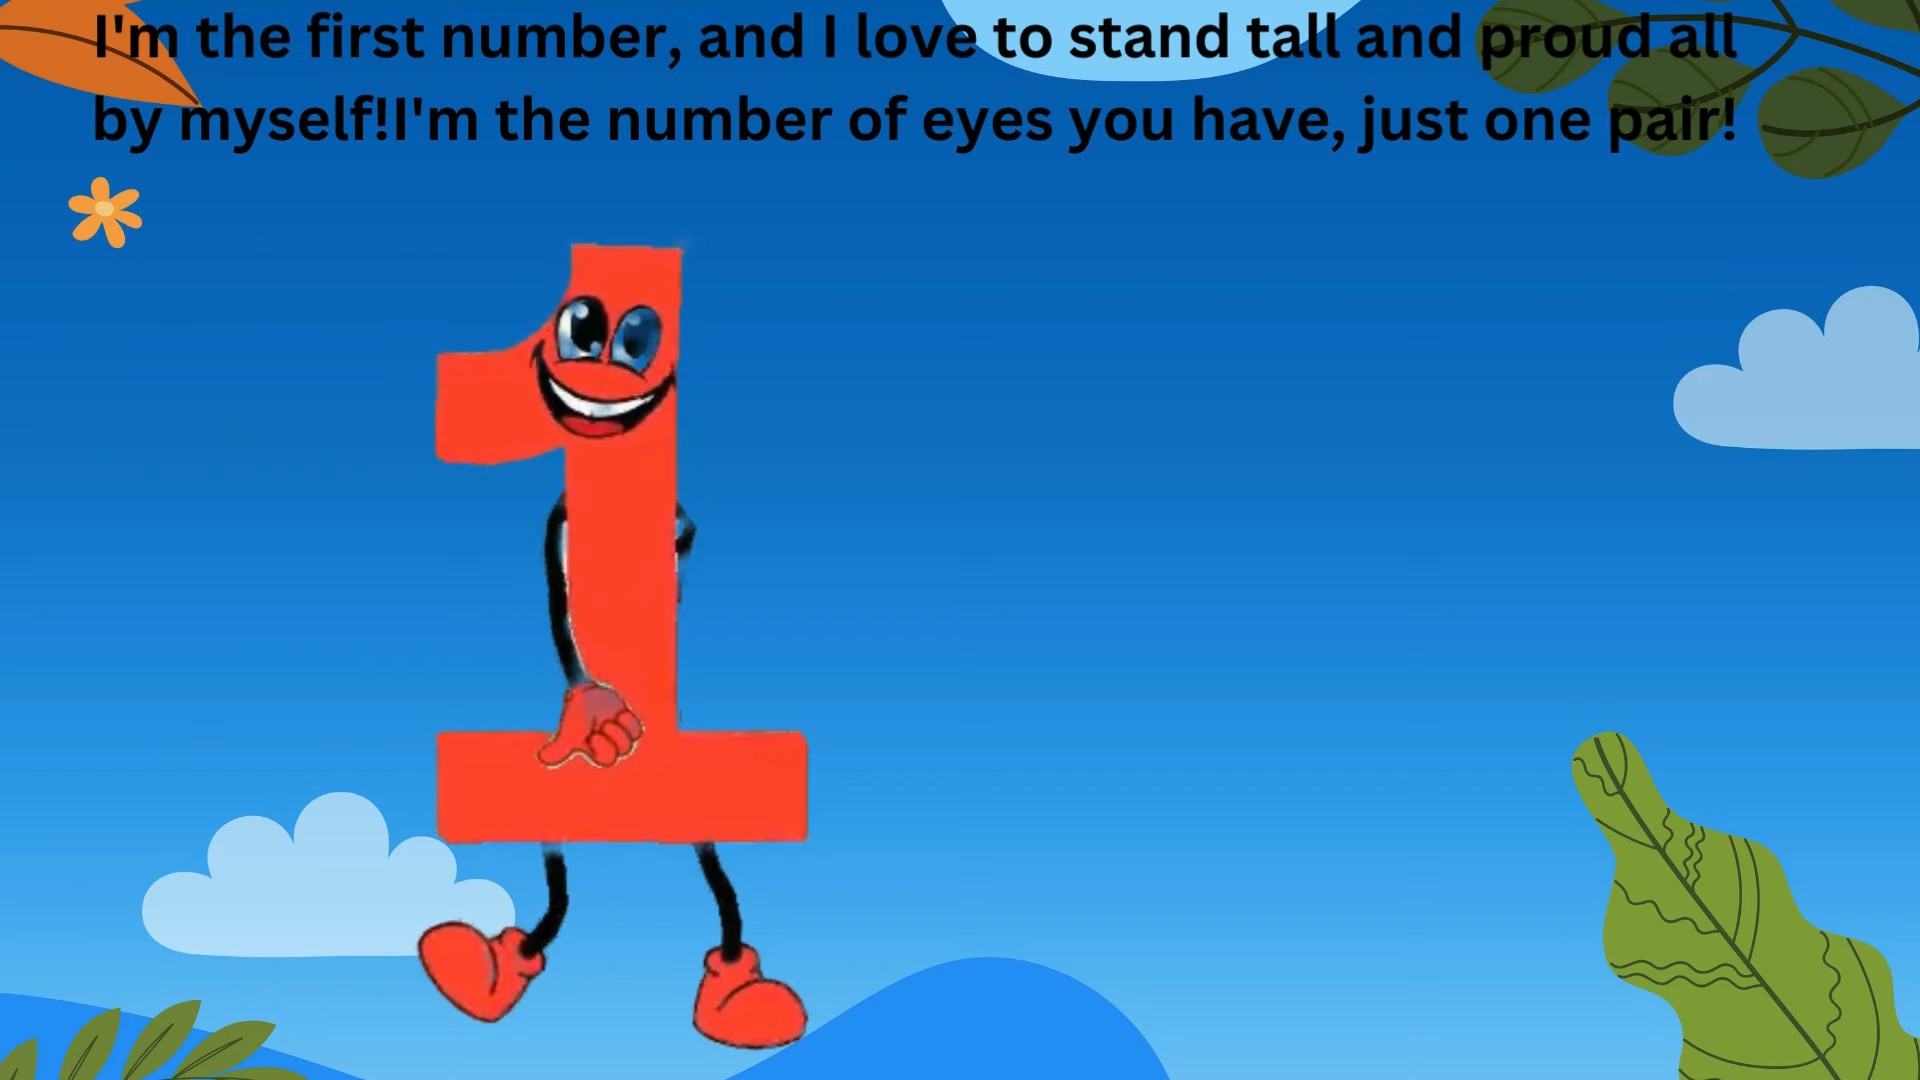 I'm the first number, and I love to stand tall and proud all
by myself!I'm the number of eyes you have, just one pair!